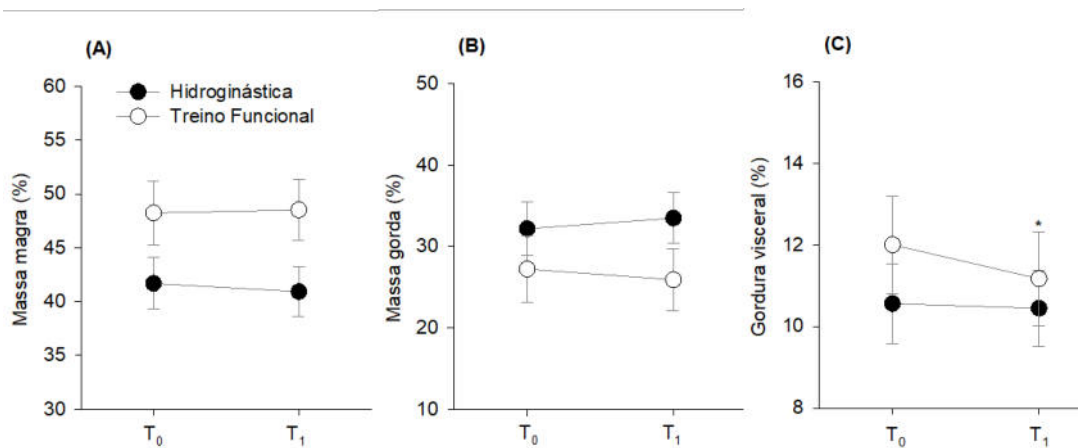 (A)
Massa magra (%)
60
55
50
45
40
35
30
Hidroginástica
Treino Funcional
T0
T1
(B)
Massa gorda (%)
50
40
30
20
10
T0
T1
(C)
Gordura visceral (%)
16
14
12
10
8
*
T0
T1